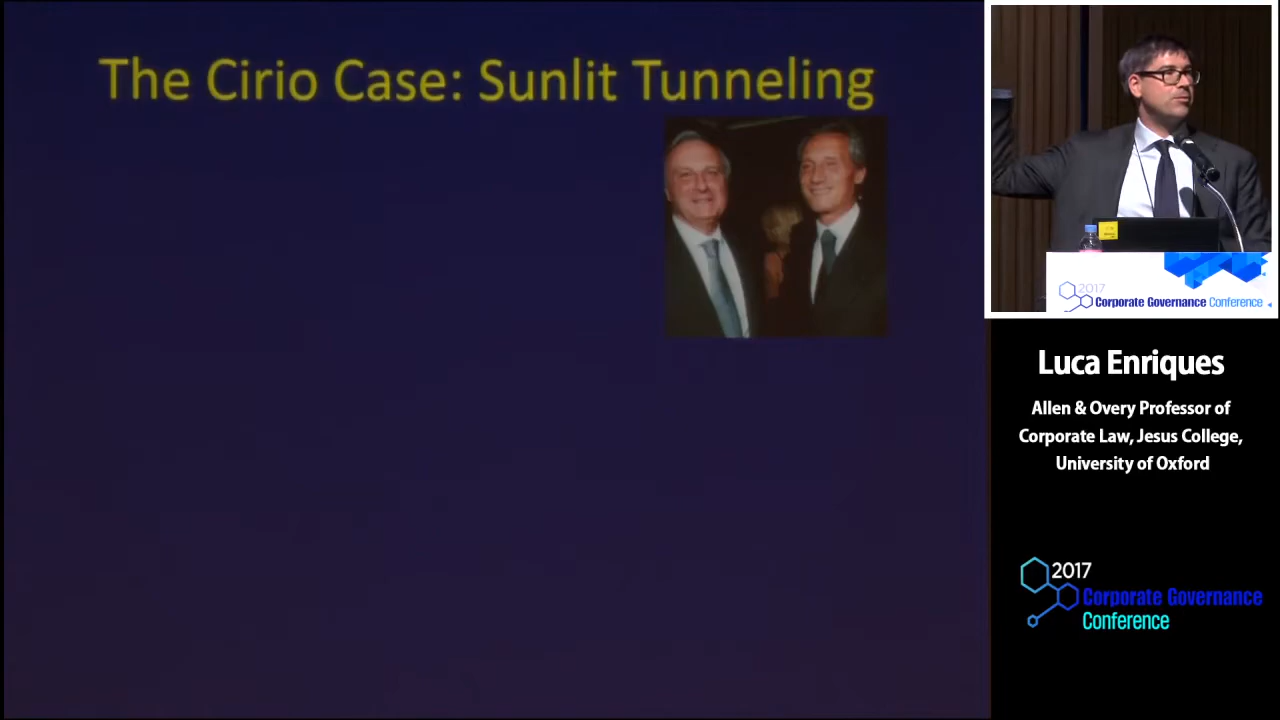 The Cirio Case: Sunlit Tunneling
2017
Corporate Governance Conference
Luca Enriques
Allen & Overy Professor of
Corporate Law, Jesus College,
University of Oxford
2017
Corporate Governance
Conference